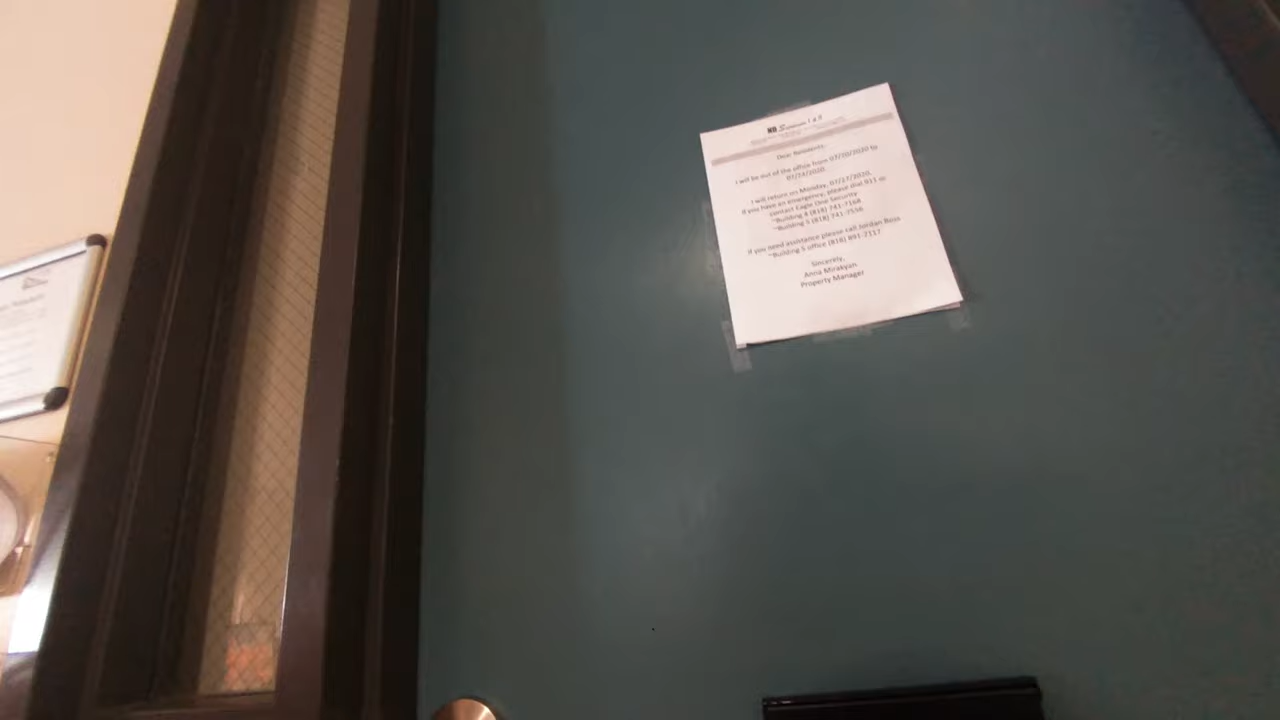 Dear Residents,
I will be out of the office from 07/20/2020 to
07/24/2020.
I will return on Monday, 07/27/2020.
If you have an emergency, please dial 911 or
contact Eagle One Security
*Building 4 (818) 741-7168
*Building 5 (818) 741-7556
If you need assistance please call Jordan Ross
*Building 5 office (818) 891-2117
Sincerely,
Anna Mirakyan
Property Manager